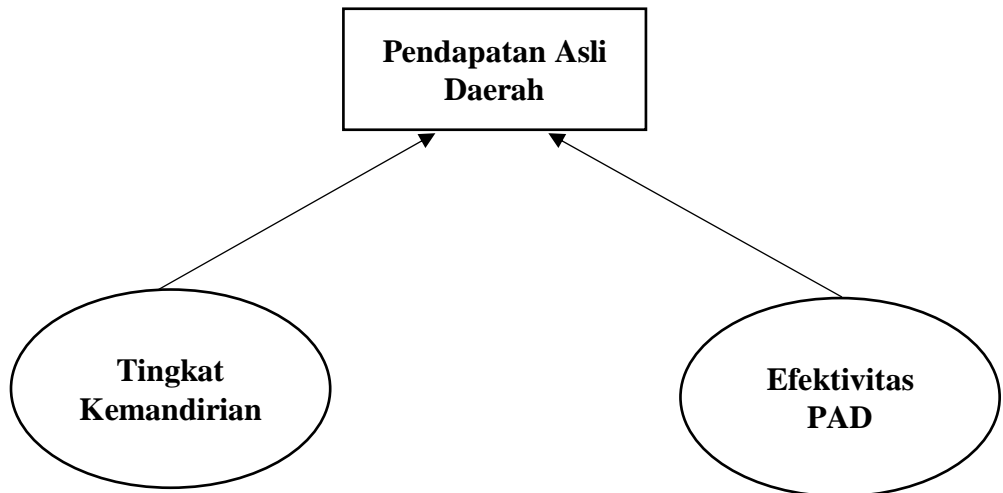 Pendapatan Asli
Daerah
Tingkat
Kemandirian
Efektivitas
PAD